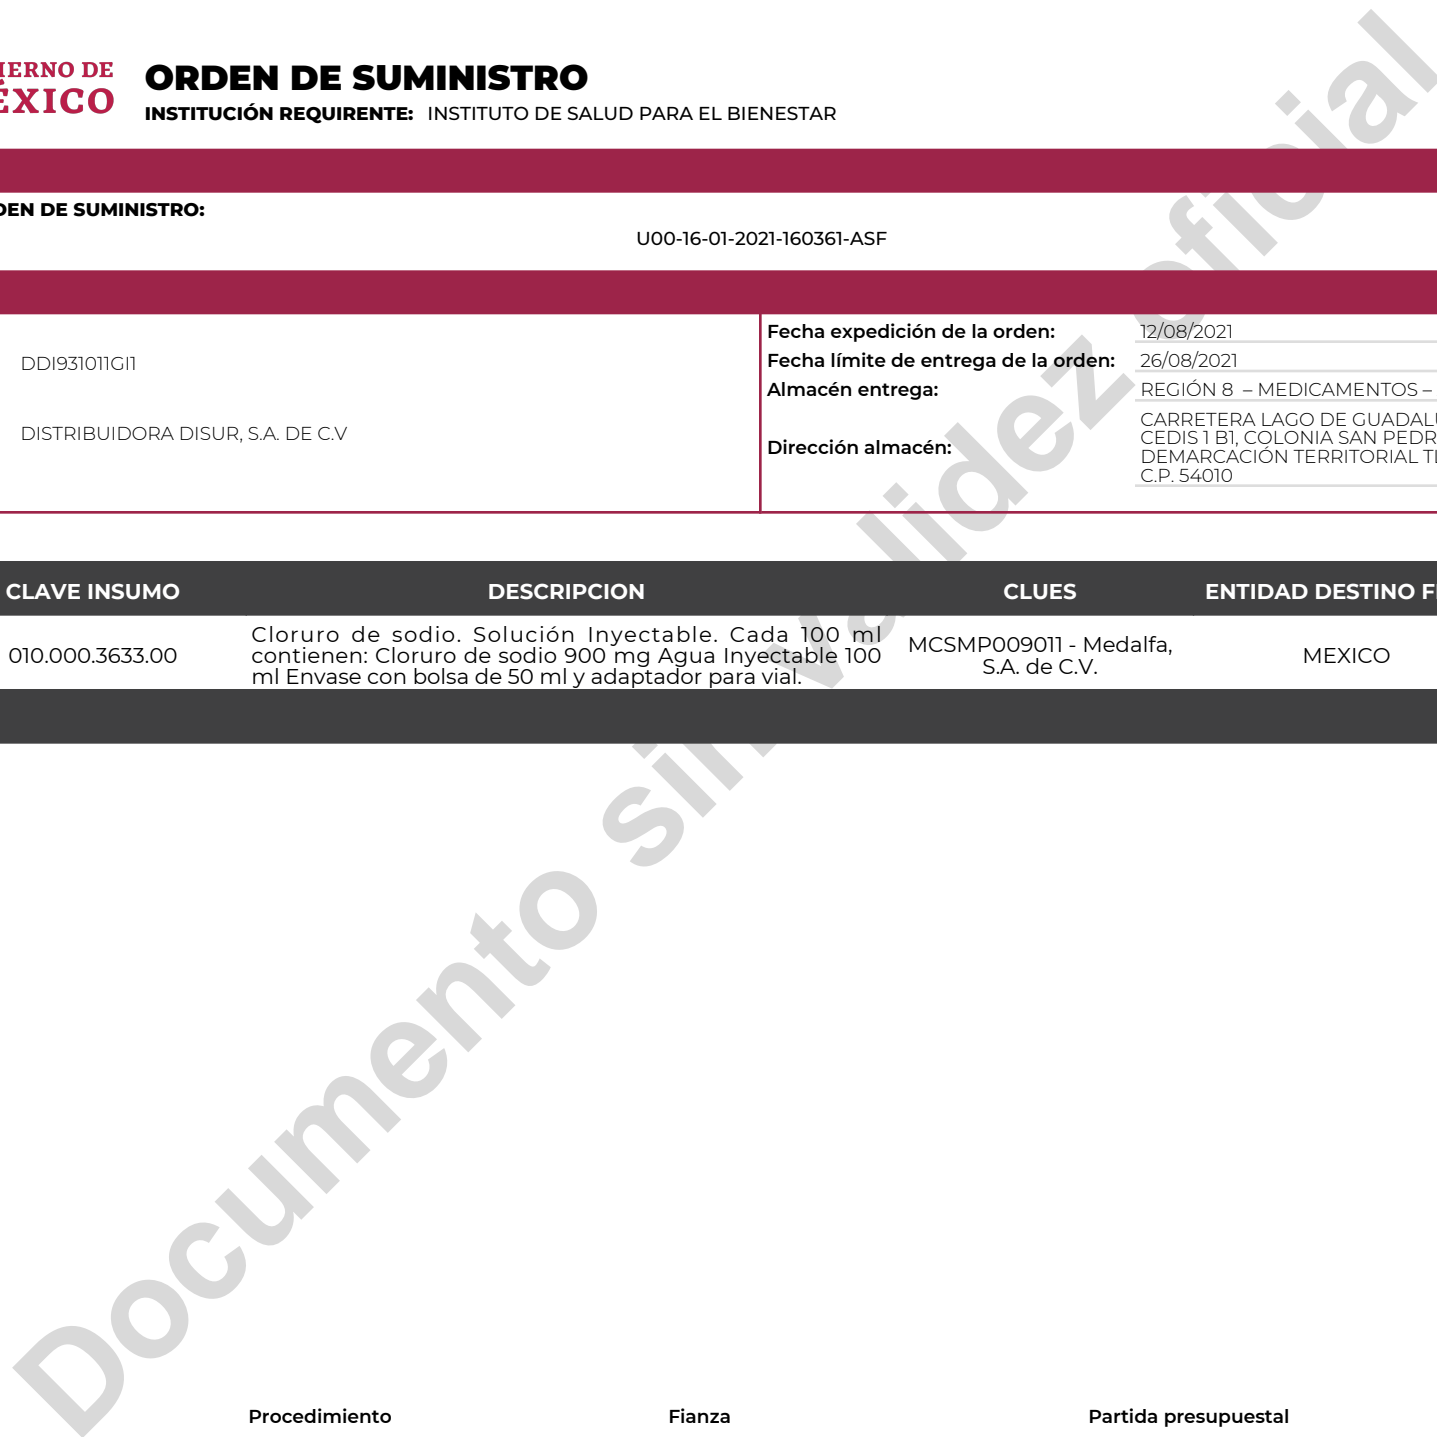 IERNO DE
ÉXICO
ORDEN DE SUMINISTRO
INSTITUCIÓN REQUIRENTE: INSTITUTO DE SALUD PARA EL BIENESTAR
DEN DE SUMINISTRO:
U00-16-01-2021-160361-ASF
DDI931011GI1
DISTRIBUIDORA DISUR, S.A. DE C.V
Fecha expedición de la orden: 12/08/2021
Fecha límite de entrega de la orden: 26/08/2021
Almacén entrega: REGIÓN 8 – MEDICAMENTOS –
Dirección almacén:
CARRETERA LAGO DE GUADALU
CEDIS 1 B1, COLONIA SAN PEDR
DEMARCACIÓN TERRITORIAL TL
C.P. 54010
CLAVE INSUMO DESCRIPCION CLUES ENTIDAD DESTINO F
010.000.3633.00
Cloruro de sodio. Solución Inyectable. Cada 100 ml
contienen: Cloruro de sodio 900 mg Agua Inyectable 100
ml Envase con bolsa de 50 ml y adaptador para vial.
MCSMP009011 - Medalfa,
S.A. de C.V.
MEXICO
Documento sin validez oficial
Procedimiento Fianza Partida presupuestal